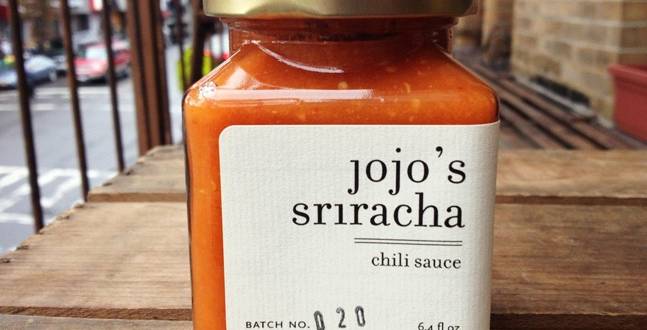 jojo's
sriracha
chili sauce
BATCH NO. 020
6.4 fl oz